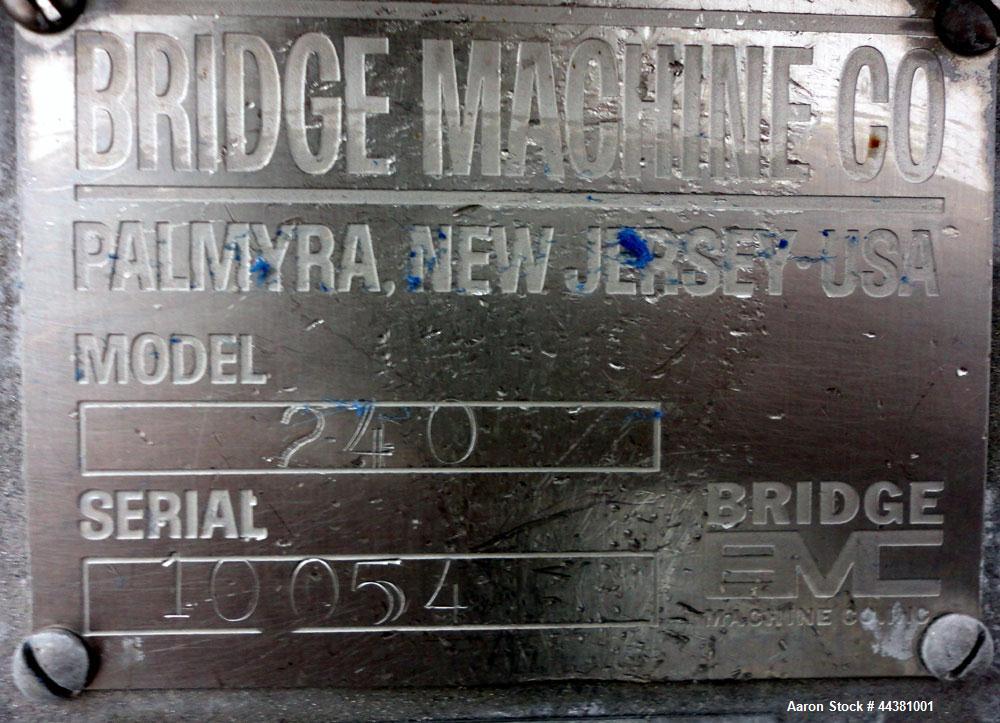 BRIDGE MACHINE CO
PALMYRA, NEW JERSEY-USA
MODEL
240
SERIAL
10054
BRIDGE
BMC
MACHINE CO. INC.
Aaron Stock # 44381001